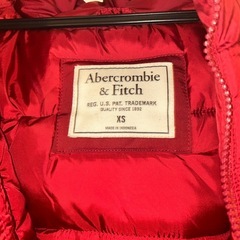 Abercrombie
& Fitch
REG. U.S. PAT. TRADEMARK
QUALITY SINCE 1892
XS
MADE IN INDONESIA